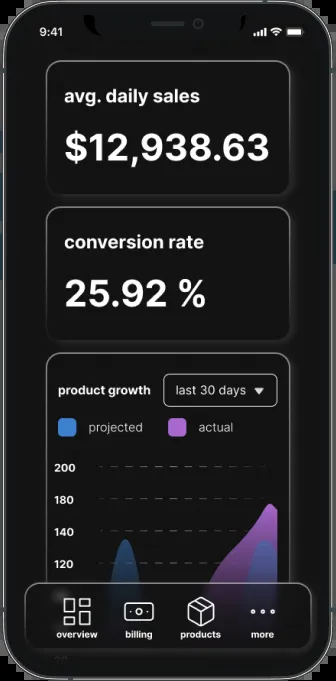 9:41
avg. daily sales
$12,938.63
conversion rate
25.92 %
product growth
last 30 days
projected
actual
200
180
140
120
overview
billing
products
more